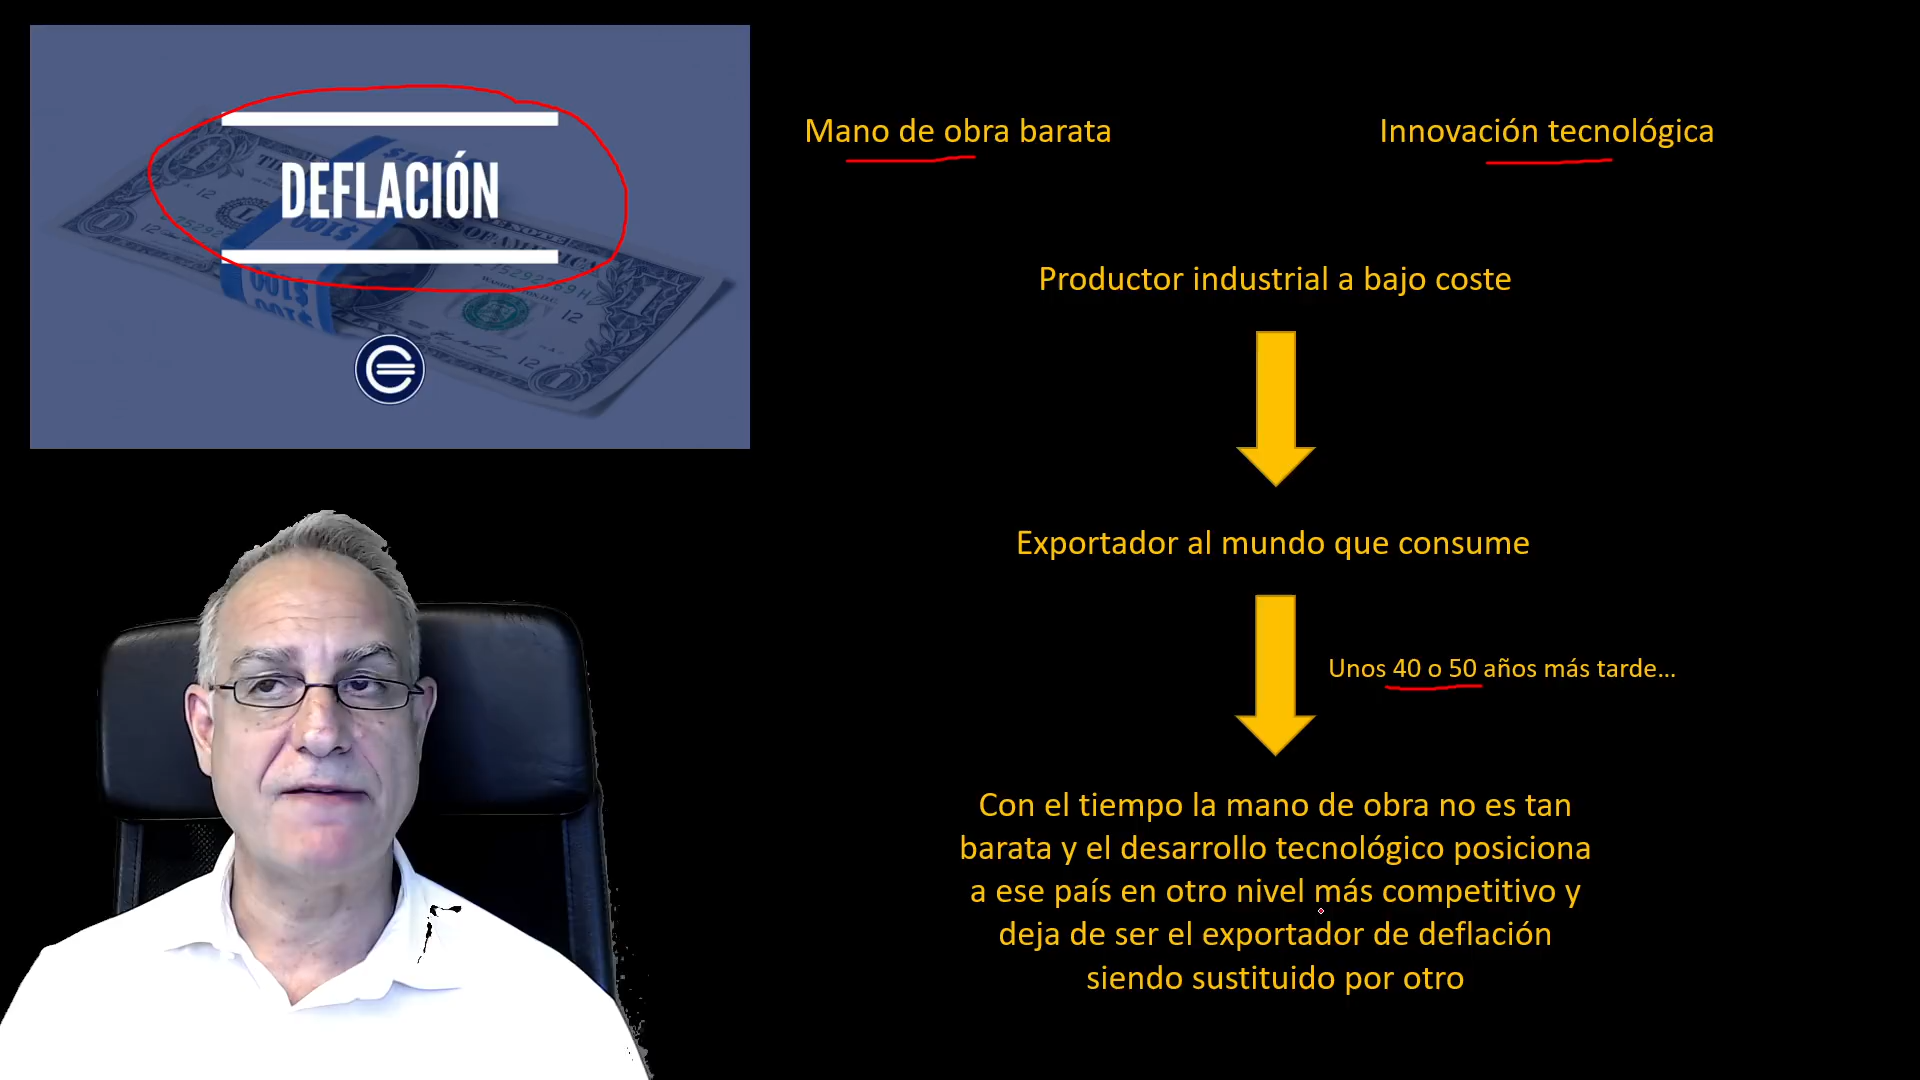 DEFLACIÓN
Mano de obra barata
Innovación tecnológica
Productor industrial a bajo coste
Exportador al mundo que consume
Unos 40 o 50 años más tarde...
Con el tiempo la mano de obra no es tan
barata y el desarrollo tecnológico posiciona
a ese país en otro nivel más competitivo y
deja de ser el exportador de deflación
siendo sustituido por otro